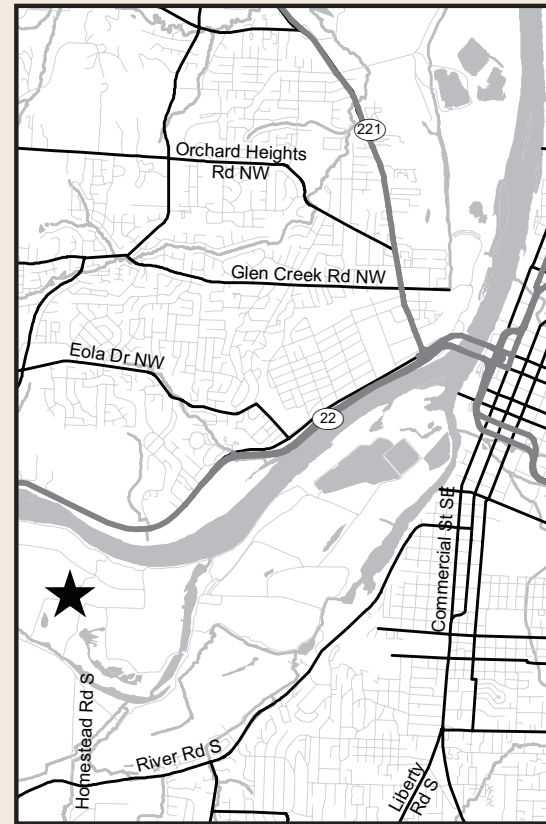 221
Orchard Heights
Rd NW
Glen Creek Rd NW
Eola Dr NW
22
Commercial St SE
Homestead Rd S
River Rd S
Liberty
Rd S